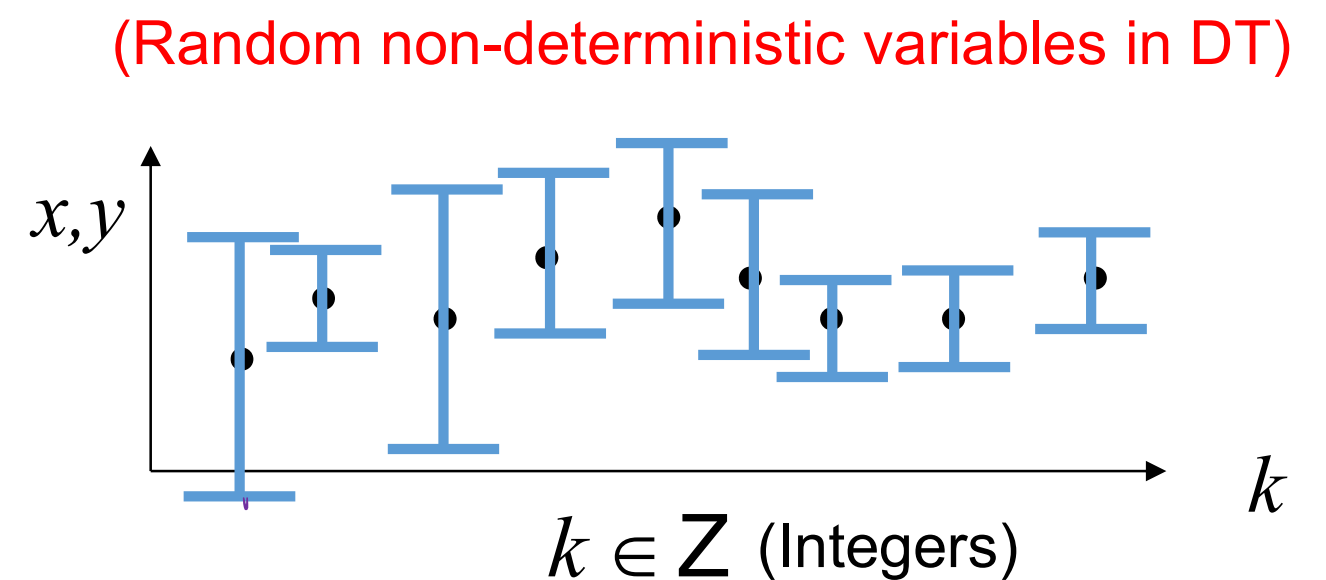 (Random non-deterministic variables in DT)
x,y
k
k ∈ Z (Integers)